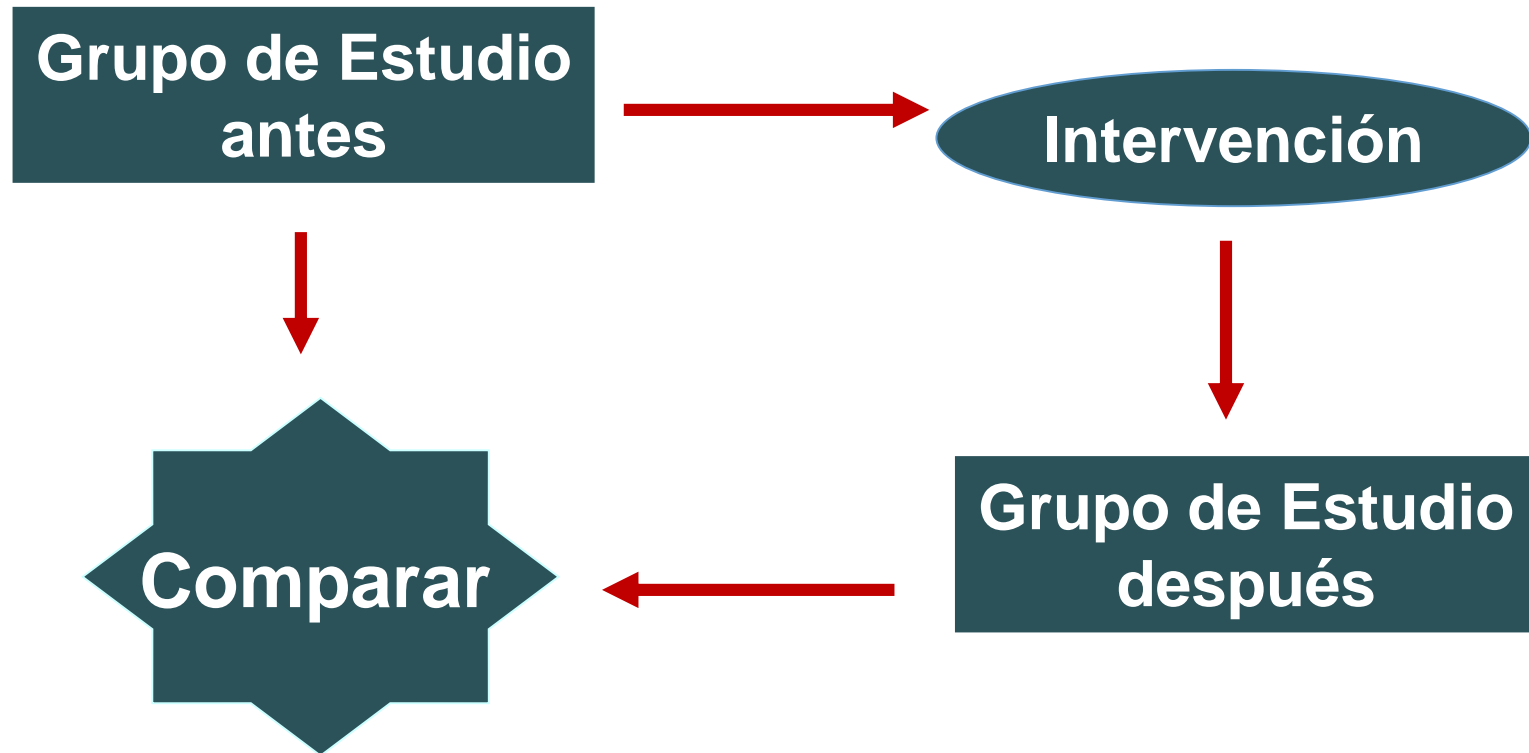 Grupo de Estudio
antes
Intervención
Grupo de Estudio
después
Comparar